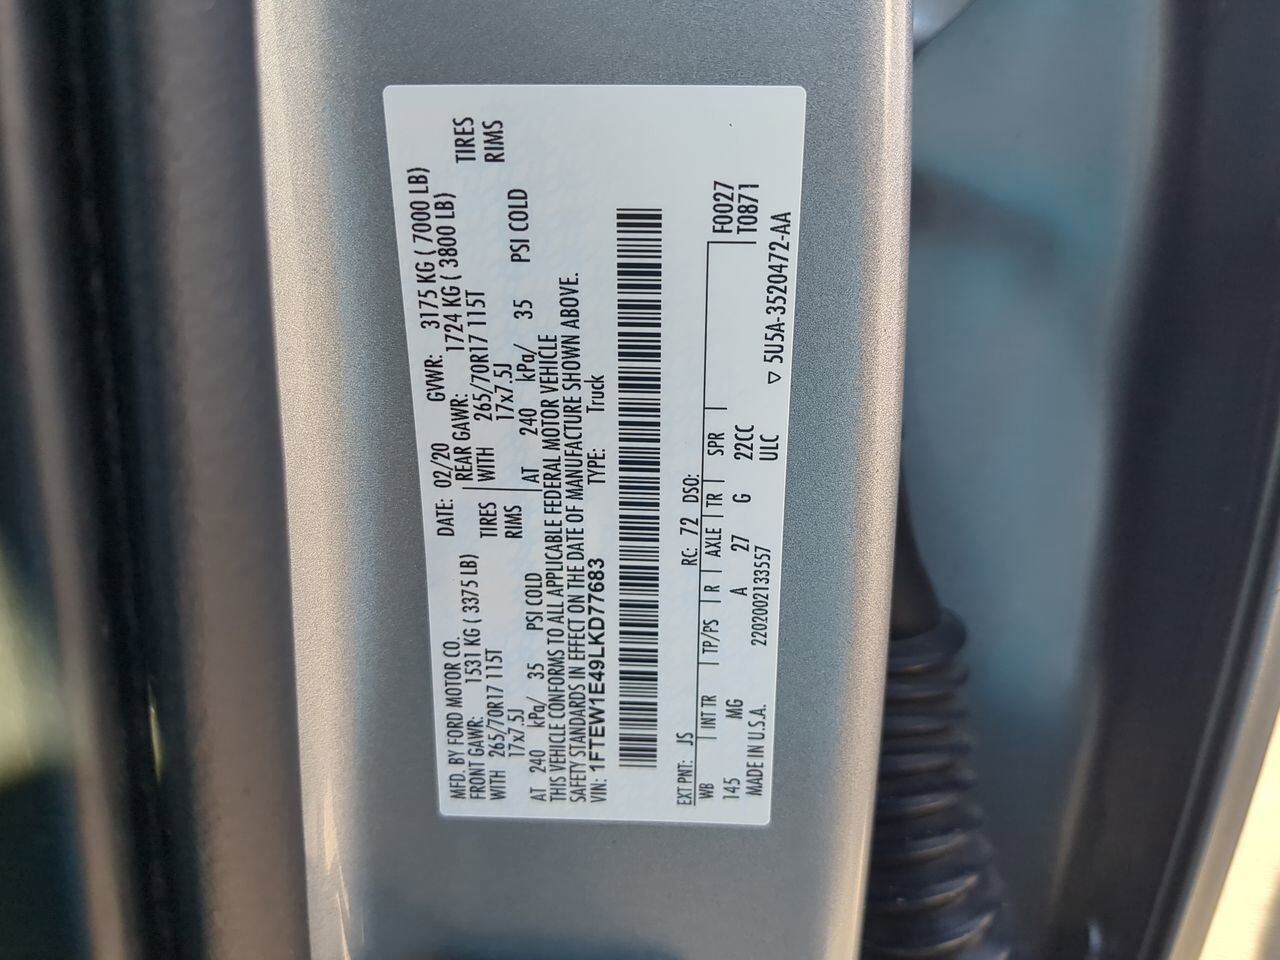 MFD. BY FORD MOTOR CO. DATE: 02/20 GVWR: 3175 KG ( 7000 LB)
FRONT GAWR: 1531 KG ( 3375 LB) REAR GAWR: 1724 KG ( 3800 LB)
WITH 265/70R17 115T TIRES WITH 265/70R17 115T TIRES
17x7.5J RIMS 17x7.5J RIMS
AT 240 kPa/ 35 PSI COLD AT 240 kPa/ 35 PSI COLD
THIS VEHICLE CONFORMS TO ALL APPLICABLE FEDERAL MOTOR VEHICLE
SAFETY STANDARDS IN EFFECT ON THE DATE OF MANUFACTURE SHOWN ABOVE.
VIN: 1FTEW1E49LKD77683 TYPE: Truck
EXT PNT: JS RC: 72 DSO:
WB INT TR TP/PS R AXLE TR SPR F0027
145 MG A 27 G 22CC T0871
MADE IN U.S.A. 2202002133557 ULC
▽ 5U5A-3520472-AA